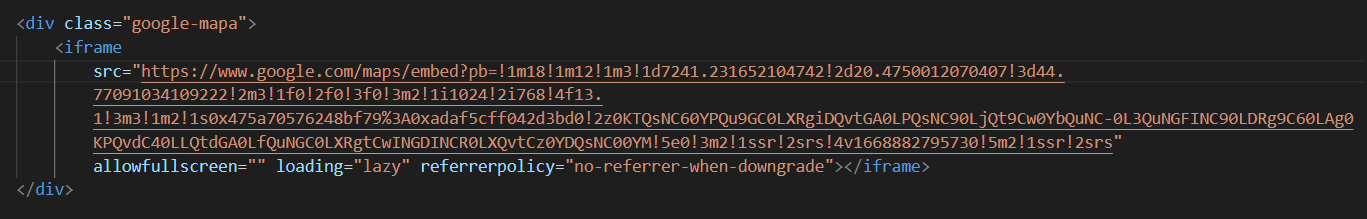 <div class="google-mapa">
<iframe
src="https://www.google.com/maps/embed?pb=!1m18!1m12!1m3!1d7241.231652104742!2d20.4750012070407!3d44.
77091034109222!2m3!1f0!2f0!3f0!3m2!1i1024!2i768!4f13.
1!3m3!1m2!1s0x475a70576248bf79%3A0xadaf5cff042d3bd0!2z0KTQsNC60YPQu9GC0LXRgiDQvtGA0LPQsNC90LjQt9Cw0YbQuNC-0L3QuNGFINC90LDRg9C60LAg0
KPQvdC40LLQtdGA0LfQuNGC0LXRgtCwINGDINCR0LXQvtCz0YDQsNC00YM!5e0!3m2!1ssr!2srs!4v1668882795730!5m2!1ssr!2srs"
allowfullscreen="" loading="lazy" referrerpolicy="no-referrer-when-downgrade"></iframe>
</div>